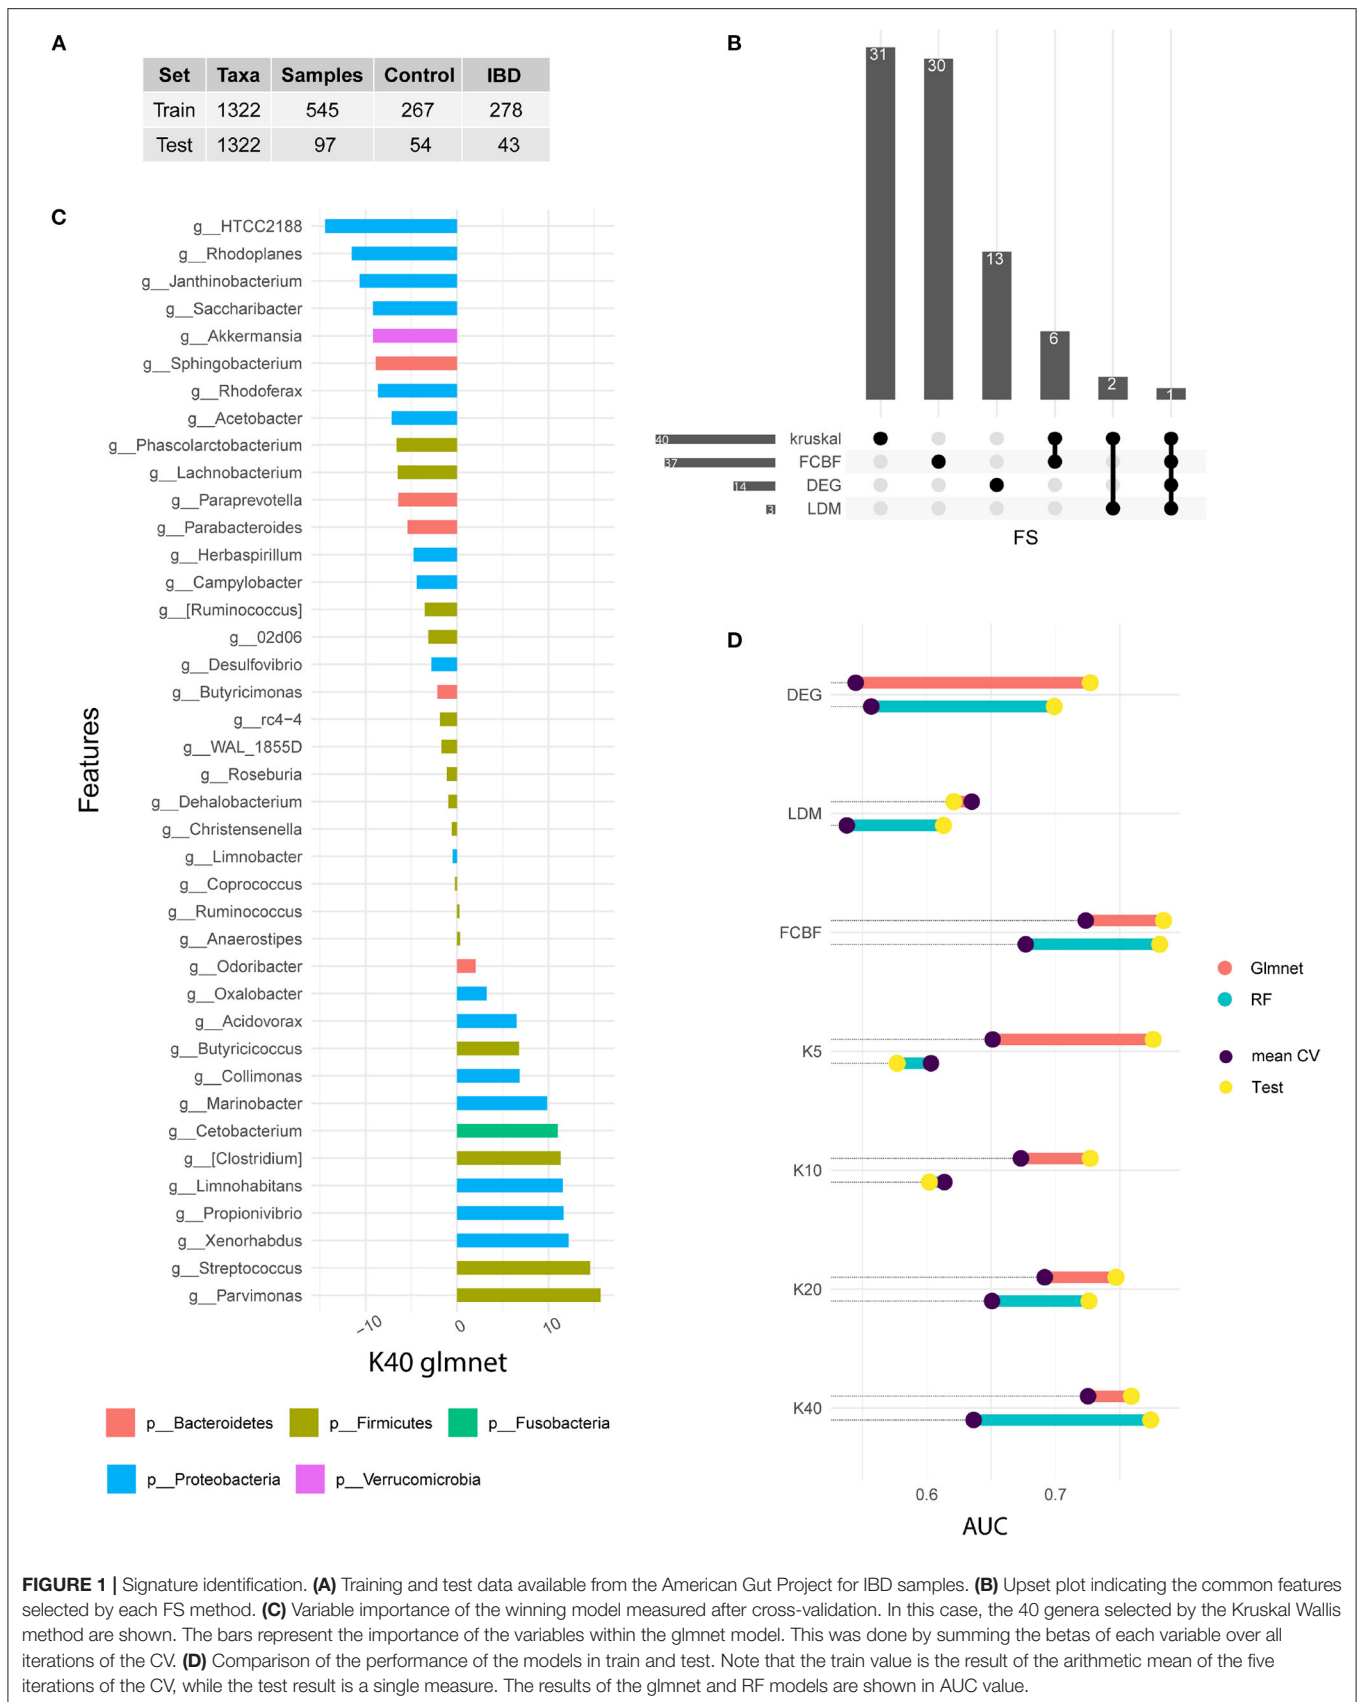 A
Set Taxa Samples Control IBD
Train 1322 545 267 278
Test 1322 97 54 43
B
31
30
13
6
2
1
40 kruskal
37 FCBF
14 DEG
3 LDM
FS
C
Features
g__HTCC2188
g__Rhodoplanes
g__Janthinobacterium
g__Saccharibacter
g__Akkermansia
g__Sphingobacterium
g__Rhodoferax
g__Acetobacter
g__Phascolarctobacterium
g__Lachnobacterium
g__Paraprevotella
g__Parabacteroides
g__Herbaspirillum
g__Campylobacter
g__[Ruminococcus]
g__02d06
g__Desulfovibrio
g__Butyricimonas
g__rc4−4
g__WAL_1855D
g__Roseburia
g__Dehalobacterium
g__Christensenella
g__Limnobacter
g__Coprococcus
g__Ruminococcus
g__Anaerostipes
g__Odoribacter
g__Oxalobacter
g__Acidovorax
g__Butyricicoccus
g__Collimonas
g__Marinobacter
g__Cetobacterium
g__[Clostridium]
g__Limnohabitans
g__Propionivibrio
g__Xenorhabdus
g__Streptococcus
g__Parvimonas
−10 0 10
K40 glmnet
p__Bacteroidetes p__Firmicutes p__Fusobacteria
p__Proteobacteria p__Verrucomicrobia
D
DEG
LDM
FCBF
K5
K10
K20
K40
0.6 0.7
AUC
Glmnet
RF
mean CV
Test
FIGURE 1 | Signature identification. (A) Training and test data available from the American Gut Project for IBD samples. (B) Upset plot indicating the common features
selected by each FS method. (C) Variable importance of the winning model measured after cross-validation. In this case, the 40 genera selected by the Kruskal Wallis
method are shown. The bars represent the importance of the variables within the glmnet model. This was done by summing the betas of each variable over all
iterations of the CV. (D) Comparison of the performance of the models in train and test. Note that the train value is the result of the arithmetic mean of the five
iterations of the CV, while the test result is a single measure. The results of the glmnet and RF models are shown in AUC value.